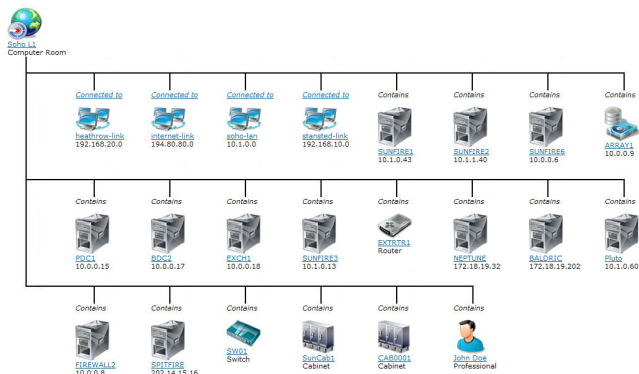 Soho L1
Computer Room
Connected to
heathrow-link
192.168.20.0
Connected to
internet-link
194.80.80.0
Connected to
soho-lan
10.1.0.0
Connected to
stansted-link
192.168.10.0
Contains
SUNFIRE1
10.1.0.43
Contains
SUNFIRE2
10.1.1.40
Contains
SUNFIRE6
10.0.0.6
Contains
ARRAY1
10.0.0.9
Contains
PDC1
10.0.0.15
Contains
BDC2
10.0.0.17
Contains
EXCH1
10.0.0.18
Contains
SUNFIRE3
10.1.0.13
Contains
EXTRTR1
Router
Contains
NEPTUNE
172.18.19.32
Contains
BALDRIC
172.18.19.202
Contains
Pluto
10.1.0.60
Contains
FIREWALL2
10.0.0.8
Contains
SPITFIRE
202.14.15.16
Contains
SW01
Switch
Contains
SunCab1
Cabinet
Contains
CAB0001
Cabinet
Contains
John Doe
Professional